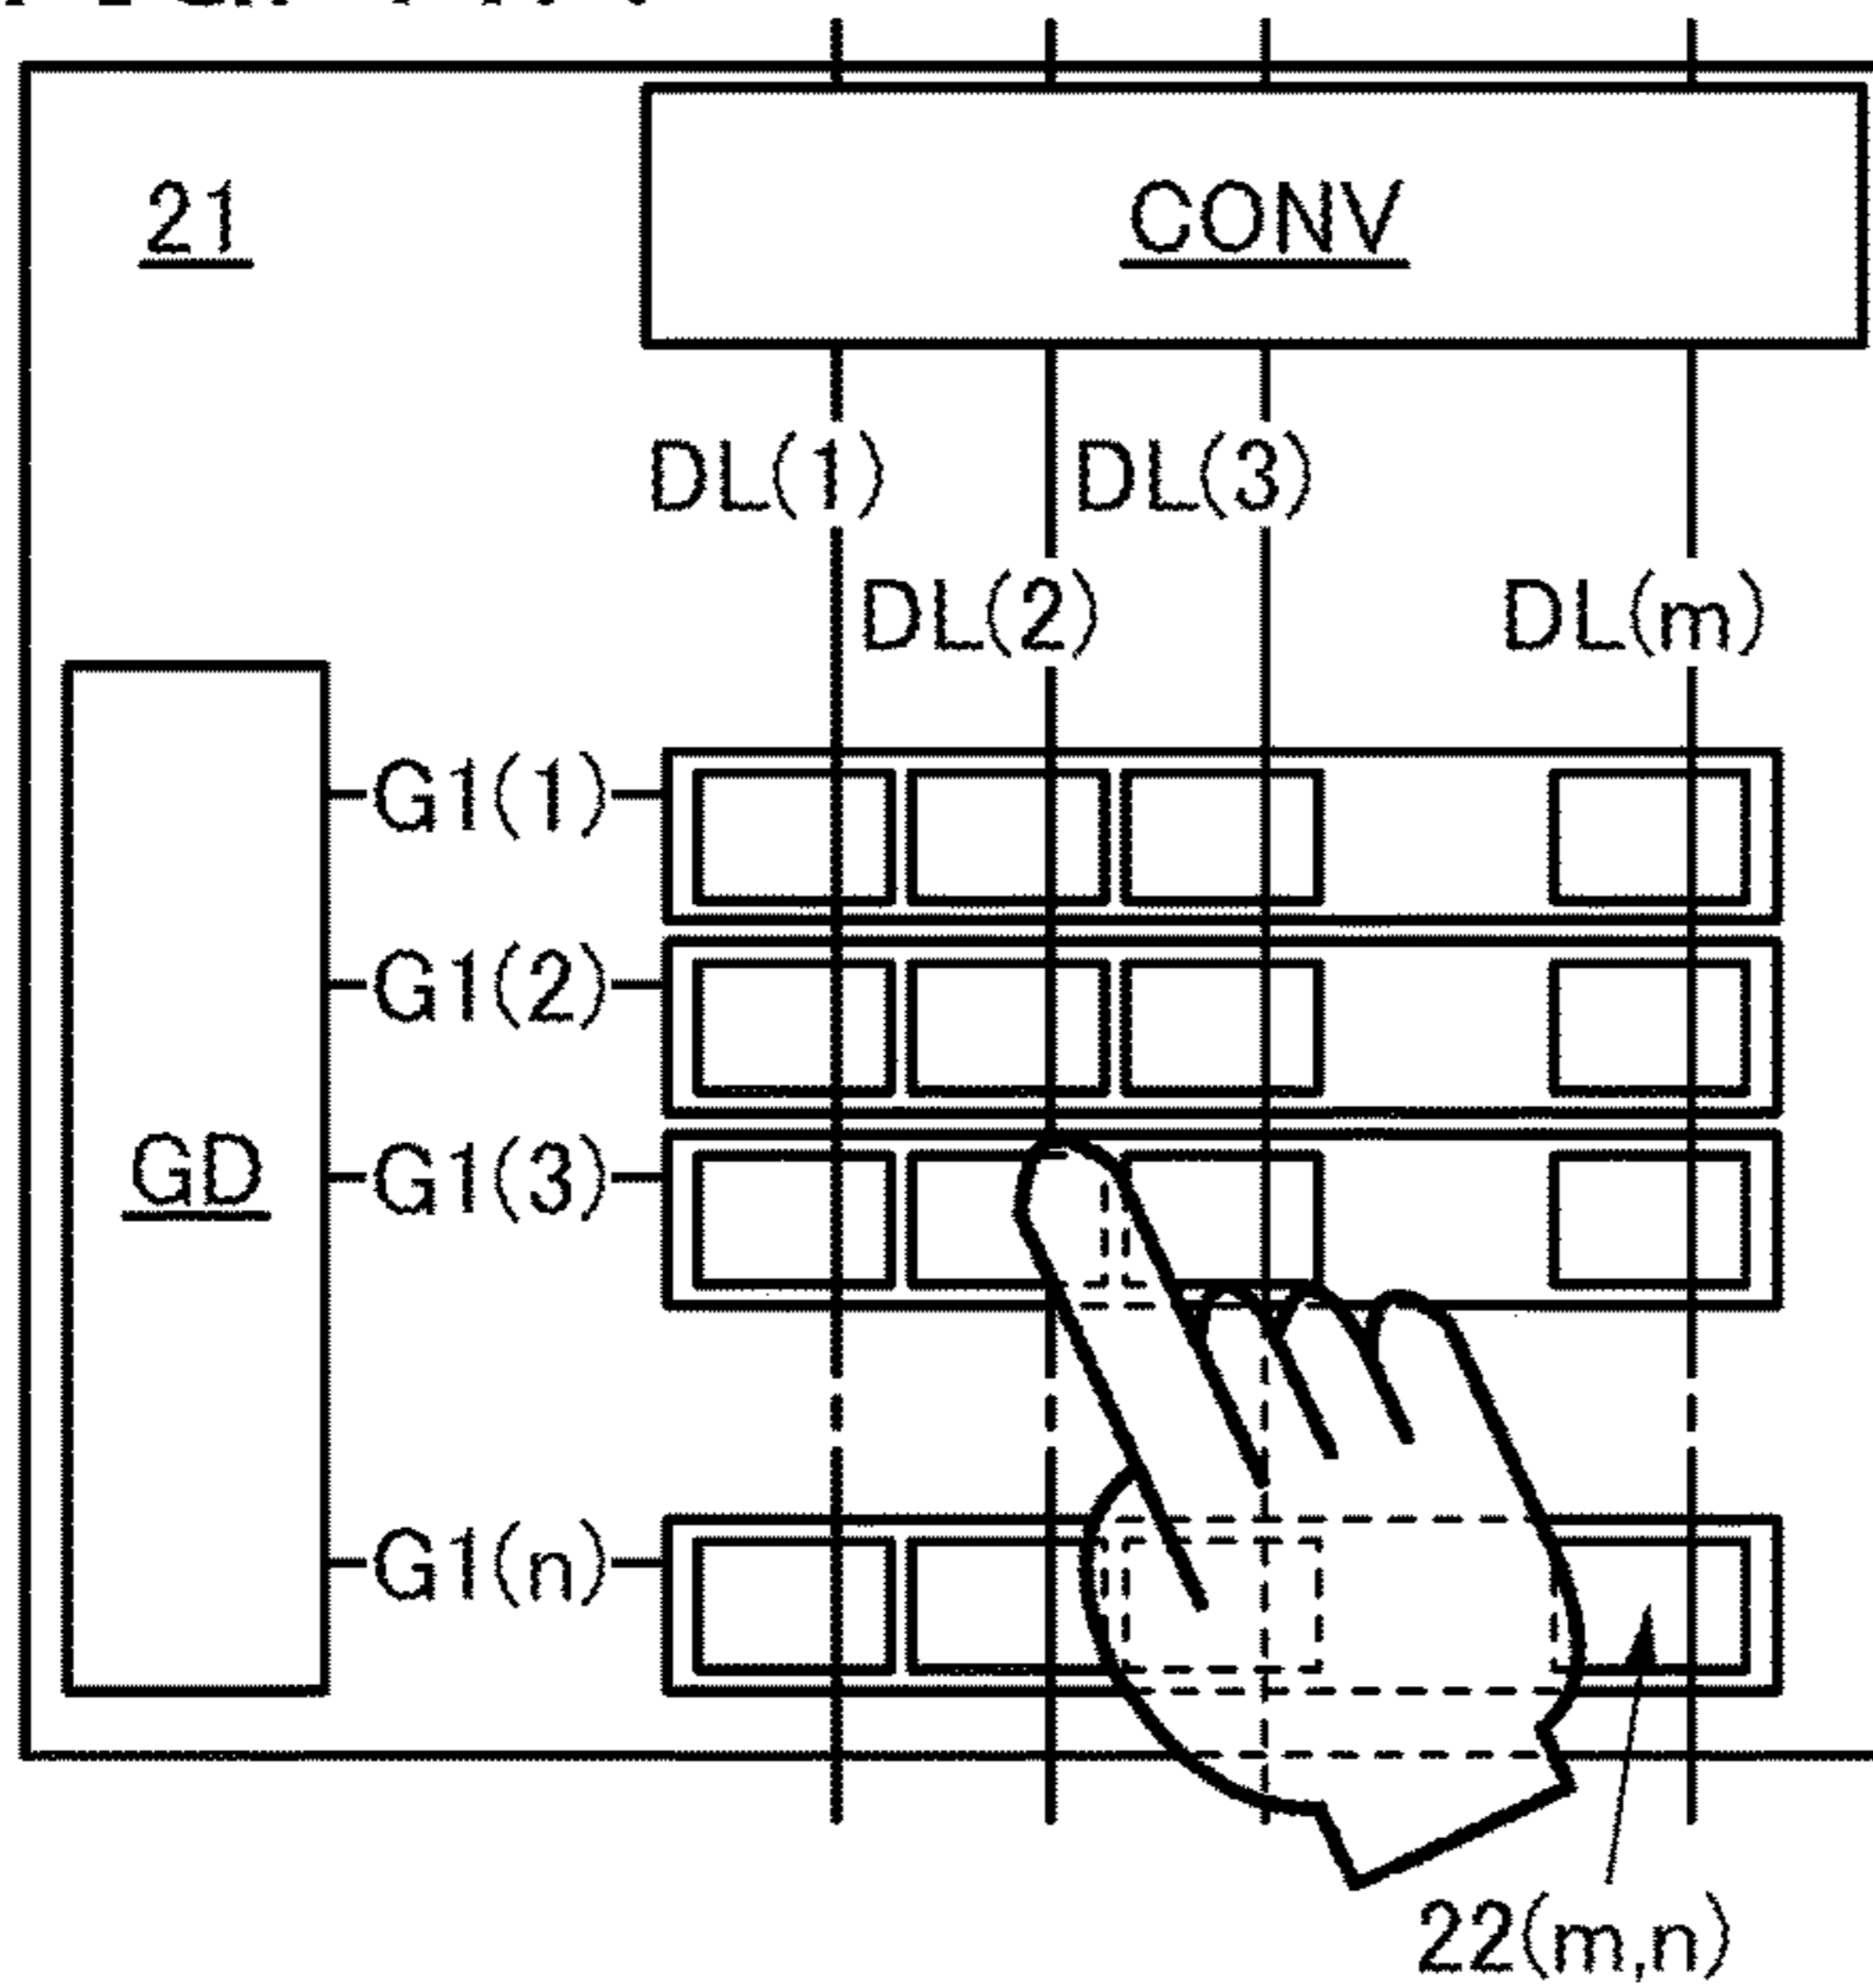 21
CONV
DL(1)
DL(3)
DL(2)
DL(m)
G1(1)
G1(2)
GD
G1(3)
G1(n)
22(m,n)